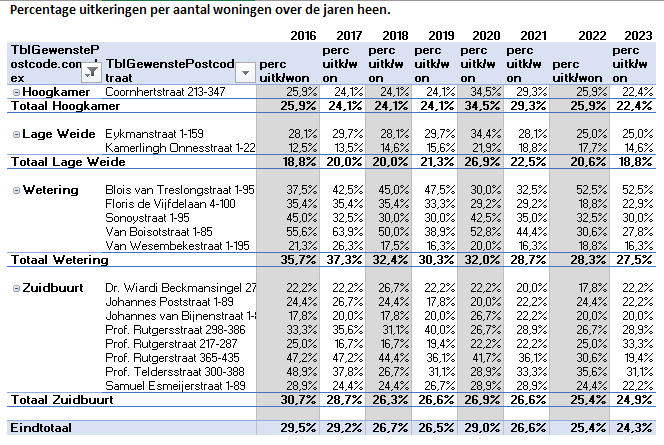 Percentage uitkeringen per aantal woningen over de jaren heen.
2016 2017 2018 2019 2020 2021 2022 2023
TblGewensteP perc perc perc perc perc perc
ostcode.compl TblGewenstePostcod perc uitk/w uitk/w uitk/w uitk/w uitk/w perc uitk/w
ex traat uitk/won on on on on on uitk/won on
Hoogkamer Coornhertstraat 213-347 25,9% 24,1% 24,1% 24,1% 34,5% 29,3% 25,9% 22,4%
Totaal Hoogkamer 25,9% 24,1% 24,1% 24,1% 34,5% 29,3% 25,9% 22,4%
Lage Weide Eykmanstraat 1-159 28,1% 29,7% 28,1% 29,7% 34,4% 28,1% 25,0% 25,0%
Kamerlingh Onnesstraat 1-22 12,5% 13,5% 14,6% 15,6% 21,9% 18,8% 17,7% 14,6%
Totaal Lage Weide 18,8% 20,0% 20,0% 21,3% 26,9% 22,5% 20,6% 18,8%
Wetering Blois van Treslongstraat 1-95 37,5% 42,5% 45,0% 47,5% 30,0% 32,5% 52,5% 52,5%
Floris de Vijfdelaan 4-100 35,4% 35,4% 35,4% 33,3% 29,2% 29,2% 18,8% 22,9%
Sonoystraat 1-95 45,0% 32,5% 30,0% 30,0% 42,5% 35,0% 32,5% 30,0%
Van Boisotstraat 1-85 55,6% 63,9% 50,0% 38,9% 52,8% 44,4% 30,6% 27,8%
Van Wesembekestraat 1-195 21,3% 26,3% 17,5% 16,3% 20,0% 16,3% 18,8% 16,3%
Totaal Wetering 35,7% 37,3% 32,4% 30,3% 32,0% 28,7% 28,3% 27,5%
Zuidbuurt Dr. Wiardi Beckmansingel 27 22,2% 22,2% 26,7% 22,2% 22,2% 20,0% 17,8% 22,2%
Johannes Poststraat 1-89 24,4% 26,7% 24,4% 17,8% 20,0% 22,2% 24,4% 22,2%
Johannes van Bijnenstraat 1- 17,8% 20,0% 17,8% 20,0% 26,7% 22,2% 20,0% 20,0%
Prof. Rutgersstraat 298-386 33,3% 35,6% 31,1% 40,0% 26,7% 28,9% 26,7% 28,9%
Prof. Rutgerstraat 217-287 25,0% 16,7% 16,7% 19,4% 22,2% 22,2% 25,0% 33,3%
Prof. Rutgerstraat 365-435 47,2% 47,2% 44,4% 36,1% 41,7% 36,1% 30,6% 19,4%
Prof. Teldersstraat 300-388 48,9% 37,8% 26,7% 31,1% 28,9% 33,3% 35,6% 31,1%
Samuel Esmeijerstraat 1-89 28,9% 24,4% 24,4% 26,7% 28,9% 28,9% 24,4% 22,2%
Totaal Zuidbuurt 30,7% 28,7% 26,3% 26,6% 26,9% 26,6% 25,4% 24,9%
Eindtotaal 29,5% 29,2% 26,7% 26,5% 29,0% 26,6% 25,4% 24,3%